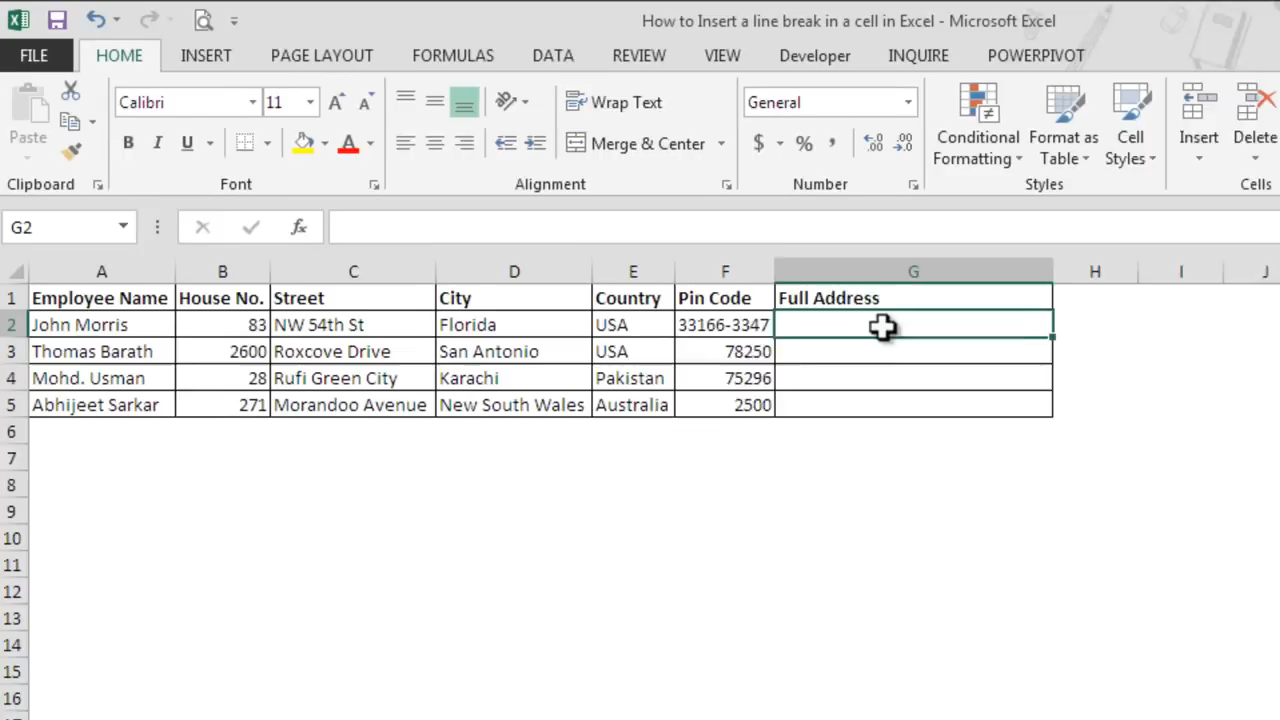 How to Insert a line break in a cell in Excel - Microsoft Excel
FILE HOME INSERT PAGE LAYOUT FORMULAS DATA REVIEW VIEW Developer INQUIRE POWERPIVOT
Calibri 11 Wrap Text General
Paste B I U A Merge & Center $ % , .0 .00 .00 .0 Conditional Formatting Format as Table Cell Styles Insert Delete
Clipboard Font Alignment Number Styles Cells
G2 fx
A B C D E F G H I J
1 Employee Name House No. Street City Country Pin Code Full Address
2 John Morris 83 NW 54th St Florida USA 33166-3347
3 Thomas Barath 2600 Roxcove Drive San Antonio USA 78250
4 Mohd. Usman 28 Rufi Green City Karachi Pakistan 75296
5 Abhijeet Sarkar 271 Morandoo Avenue New South Wales Australia 2500
6
7
8
9
10
11
12
13
14
15
16